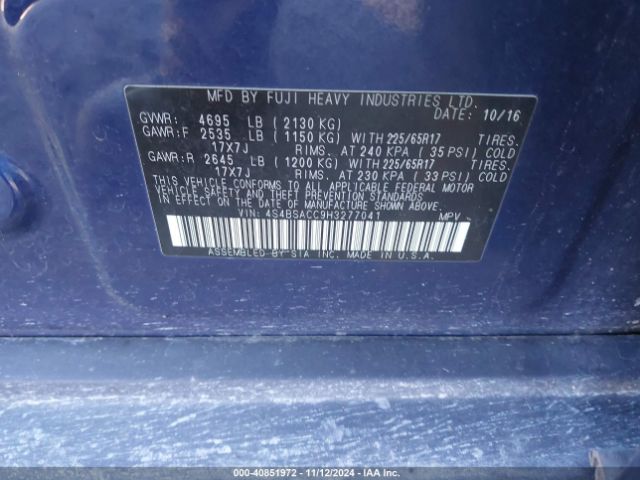 MFD BY FUJI HEAVY INDUSTRIES LTD.
DATE: 10/16
GVWR: 4695 LB ( 2130 KG)
GAWR:F 2535 LB ( 1150 KG) WITH 225/65R17 TIRES.
17X7J RIMS. AT 240 KPA ( 35 PSI) COLD
GAWR:R 2645 LB ( 1200 KG) WITH 225/65R17 TIRES.
17X7J RIMS. AT 230 KPA ( 33 PSI) COLD
THIS VEHICLE CONFORMS TO ALL APPLICABLE FEDERAL MOTOR
VEHICLE SAFETY AND THEFT PREVENTION STANDARDS
IN EFFECT ON THE DATE OF MANUFACTURE SHOWN ABOVE.
VIN: 4S4BSACC9H3277041 MPV
ASSEMBLED BY SIA INC. MADE IN U.S.A.
000-40851972 - 11/12/2024 - IAA Inc.